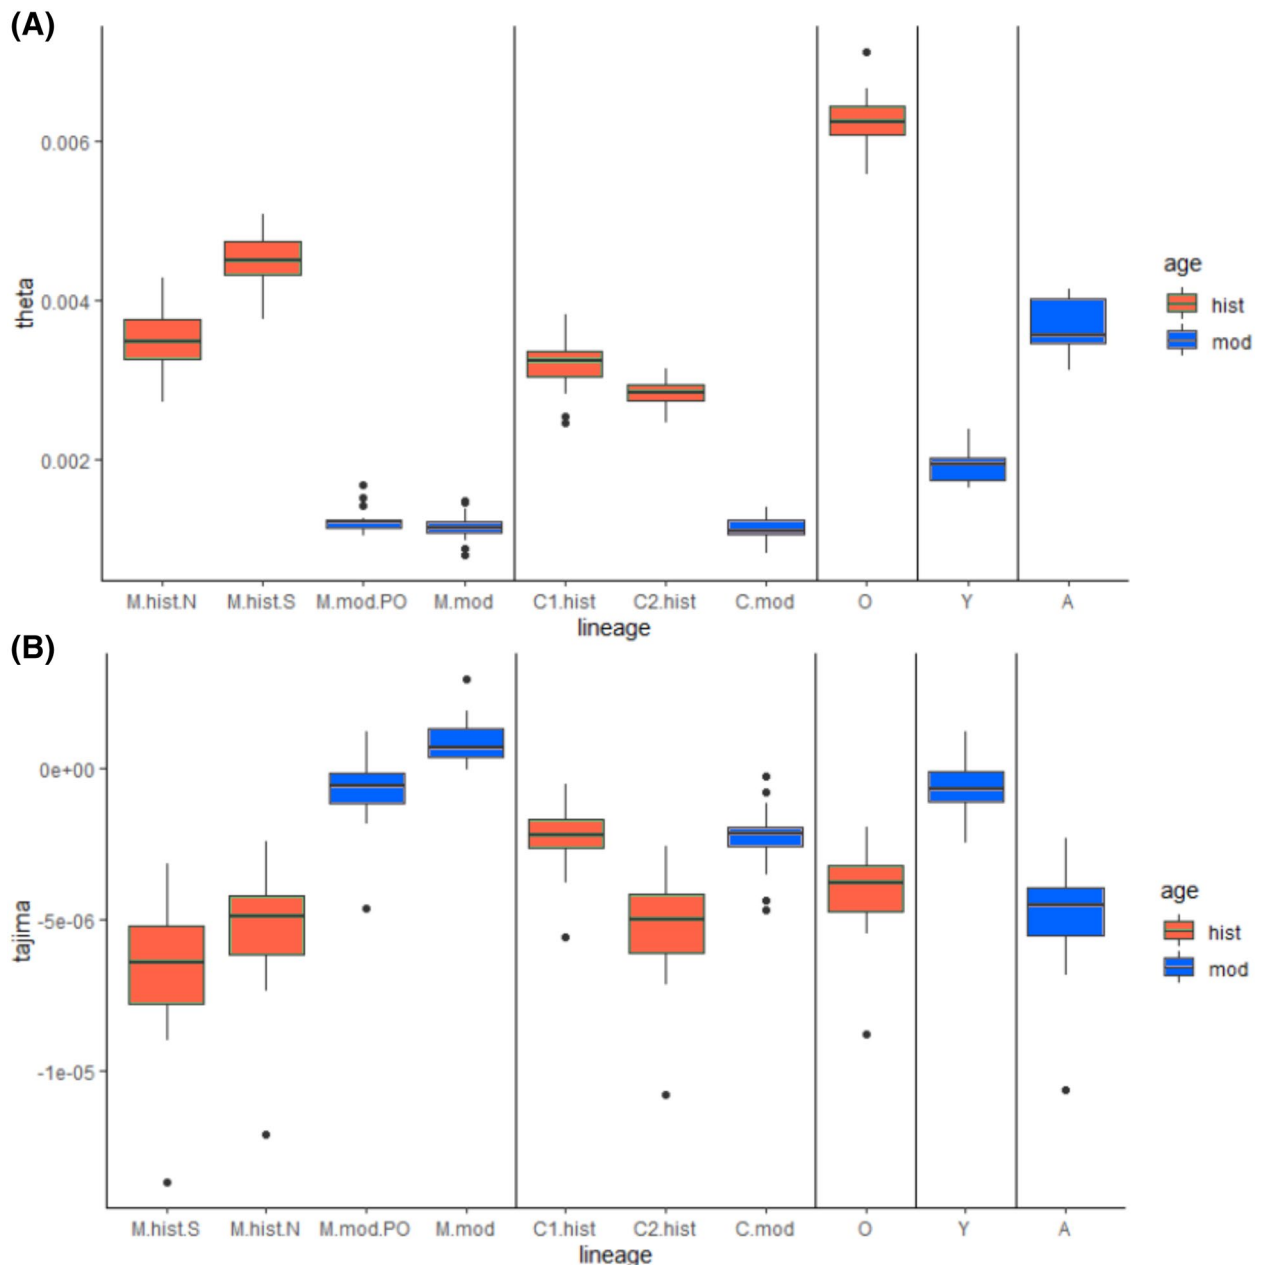 (A)
0.006
0.004
0.002
theta
M.hist.N M.hist.S M.mod.PO M.mod C1.hist C2.hist C.mod O Y A
lineage
age
hist
mod
(B)
0e+00
-5e-06
-1e-05
tajima
M.hist.S M.hist.N M.mod.PO M.mod C1.hist C2.hist C.mod O Y A
lineage
age
hist
mod